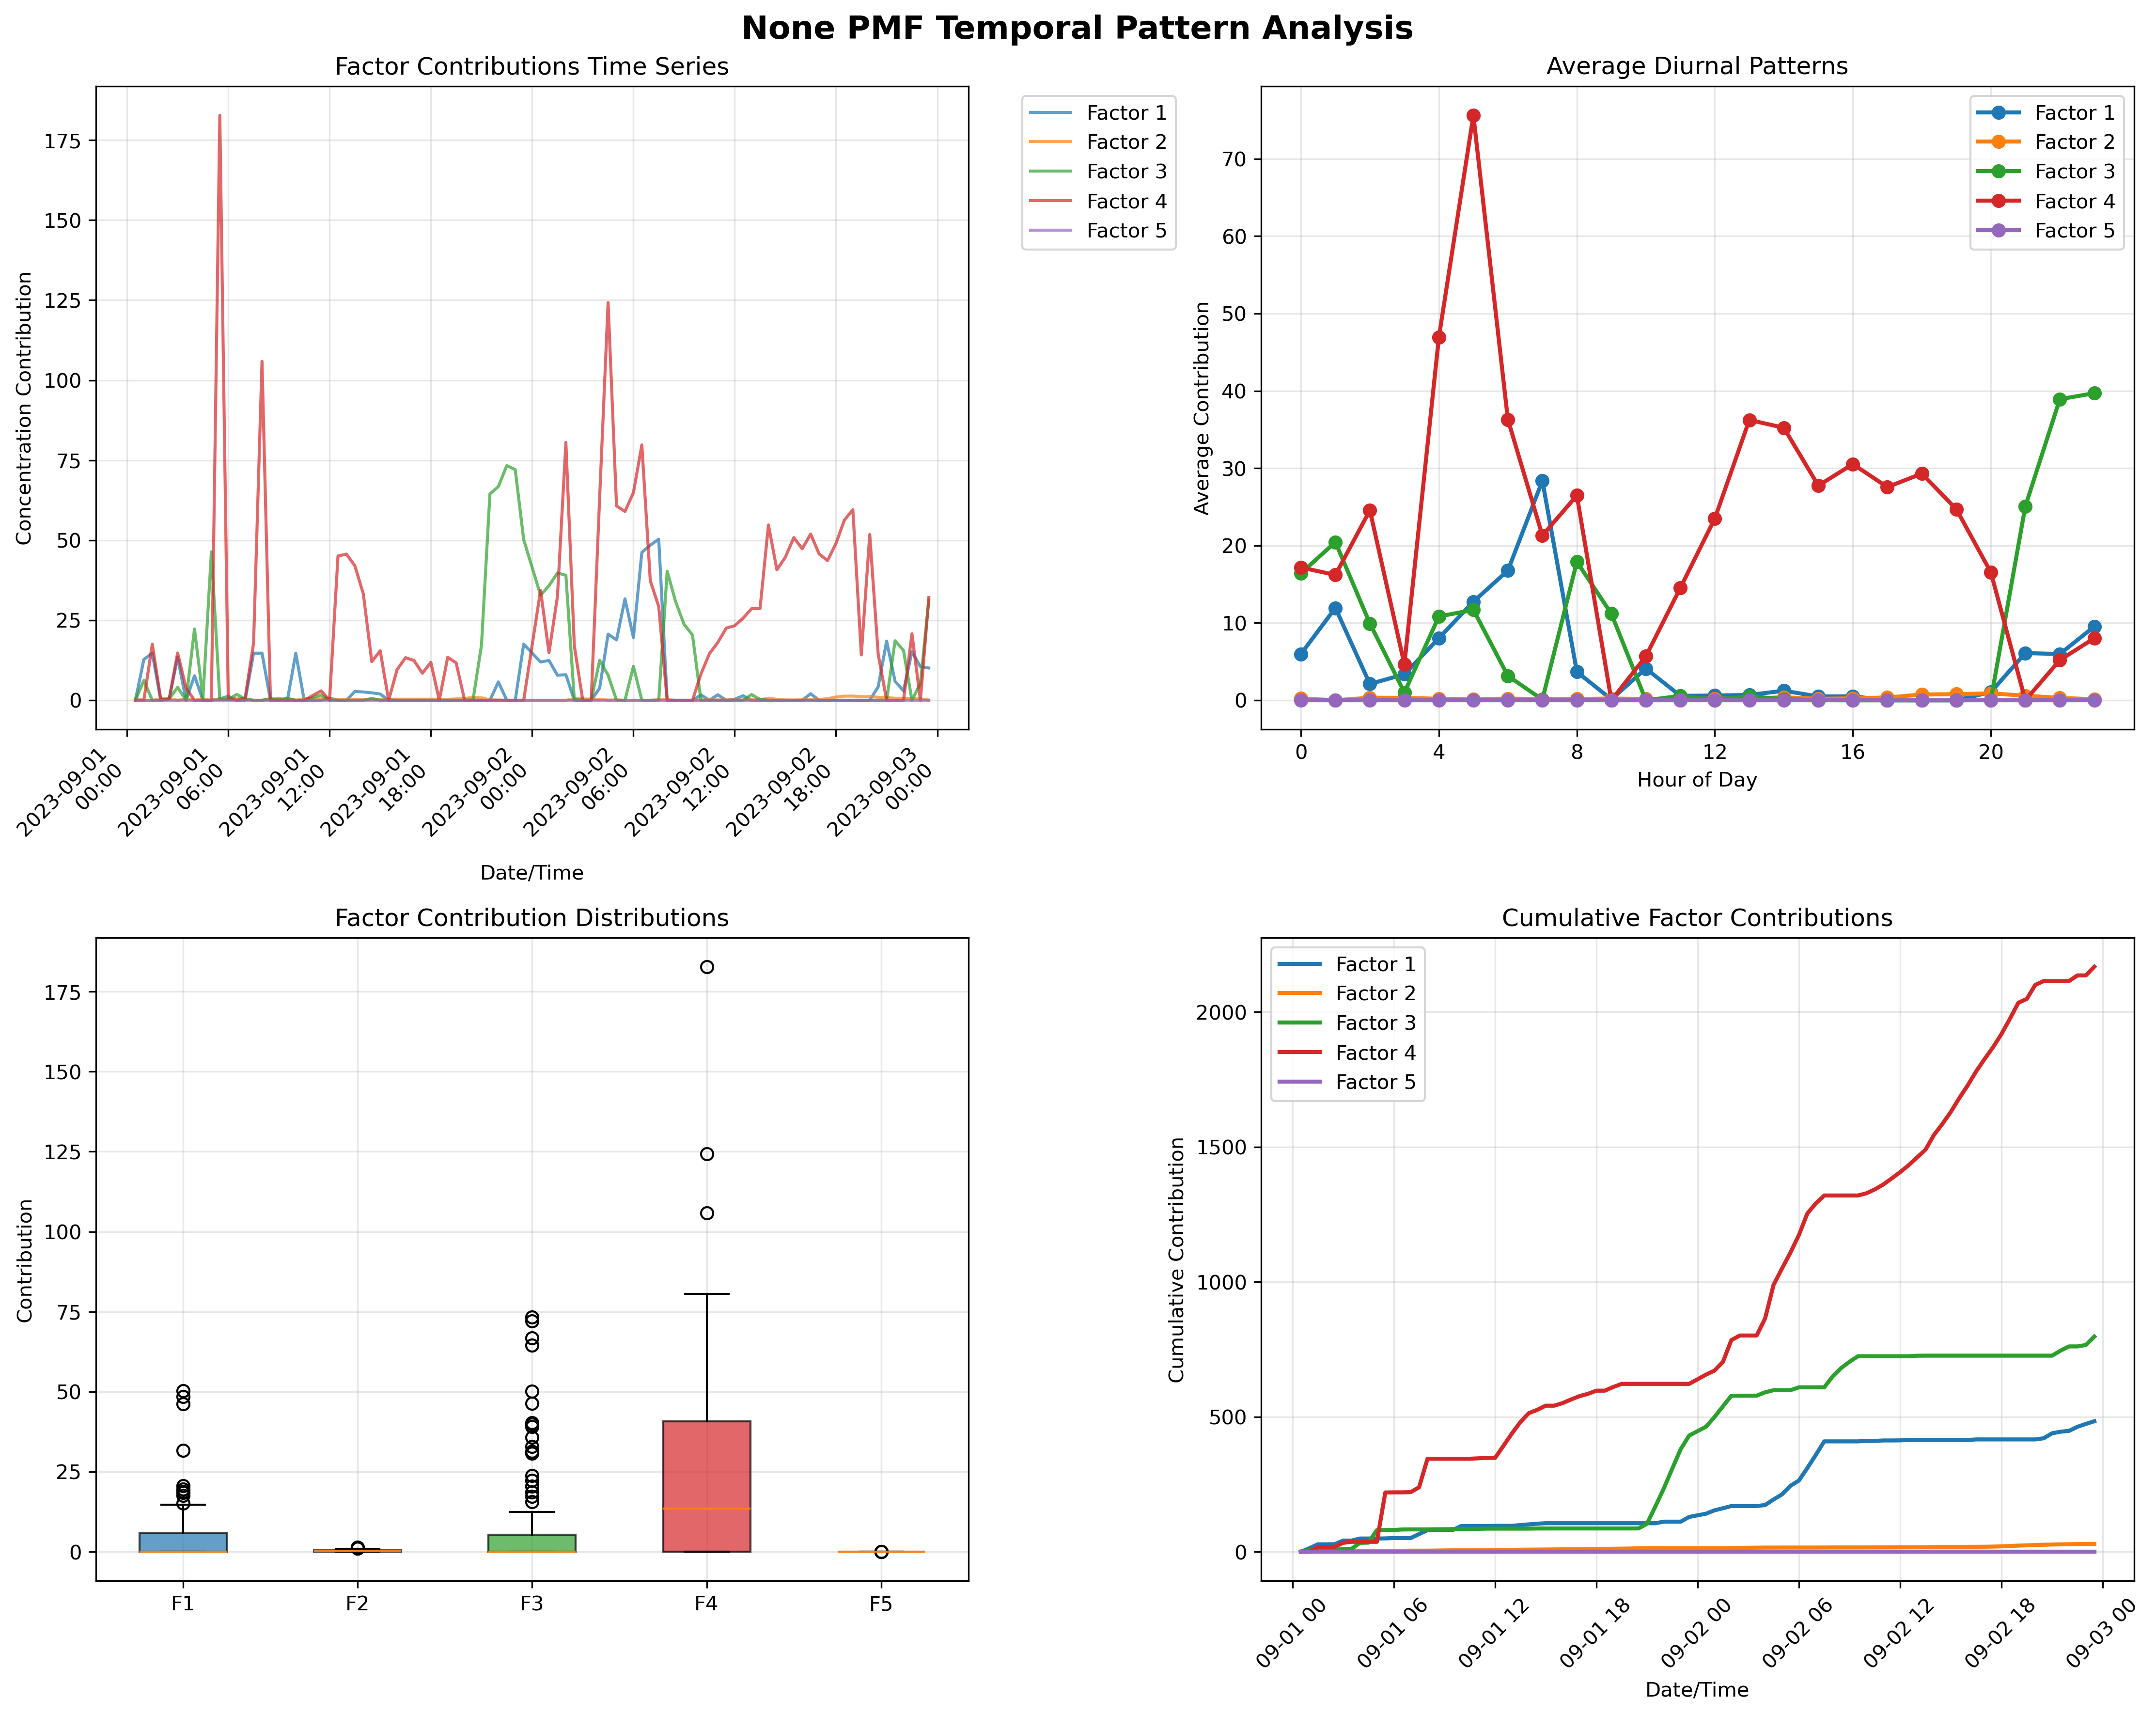 None PMF Temporal Pattern Analysis
Factor Contributions Time Series
Concentration Contribution
175
150
125
100
75
50
25
0
2023-09-01
00:00
2023-09-01
06:00
2023-09-01
12:00
2023-09-01
18:00
2023-09-02
00:00
2023-09-02
06:00
2023-09-02
12:00
2023-09-02
18:00
2023-09-03
00:00
Date/Time
Factor 1
Factor 2
Factor 3
Factor 4
Factor 5
Average Diurnal Patterns
Average Contribution
70
60
50
40
30
20
10
0
0
4
8
12
16
20
Hour of Day
Factor 1
Factor 2
Factor 3
Factor 4
Factor 5
Factor Contribution Distributions
Contribution
175
150
125
100
75
50
25
0
F1
F2
F3
F4
F5
Cumulative Factor Contributions
Cumulative Contribution
2000
1500
1000
500
0
09-01 00
09-01 06
09-01 12
09-01 18
09-02 00
09-02 06
09-02 12
09-02 18
09-03 00
Date/Time
Factor 1
Factor 2
Factor 3
Factor 4
Factor 5